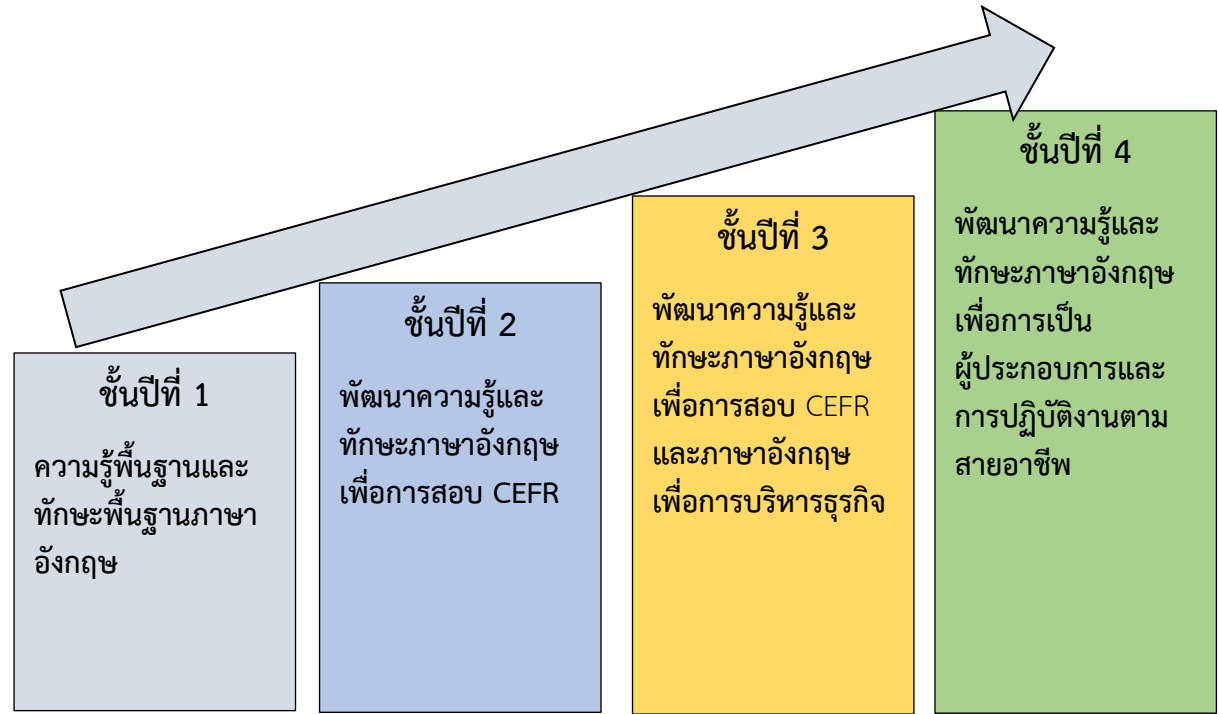 ชั้นปีที่ 1
ความรู้พื้นฐานและ
ทักษะพื้นฐานภาษา
อังกฤษ
ชั้นปีที่ 2
พัฒนาความรู้และ
ทักษะภาษาอังกฤษ
เพื่อการสอบ CEFR
ชั้นปีที่ 3
พัฒนาความรู้และ
ทักษะภาษาอังกฤษ
เพื่อการสอบ CEFR
และภาษาอังกฤษ
เพื่อการบริหารธุรกิจ
ชั้นปีที่ 4
พัฒนาความรู้และ
ทักษะภาษาอังกฤษ
เพื่อการเป็น
ผู้ประกอบการและ
การปฏิบัติงานตาม
สายอาชีพ